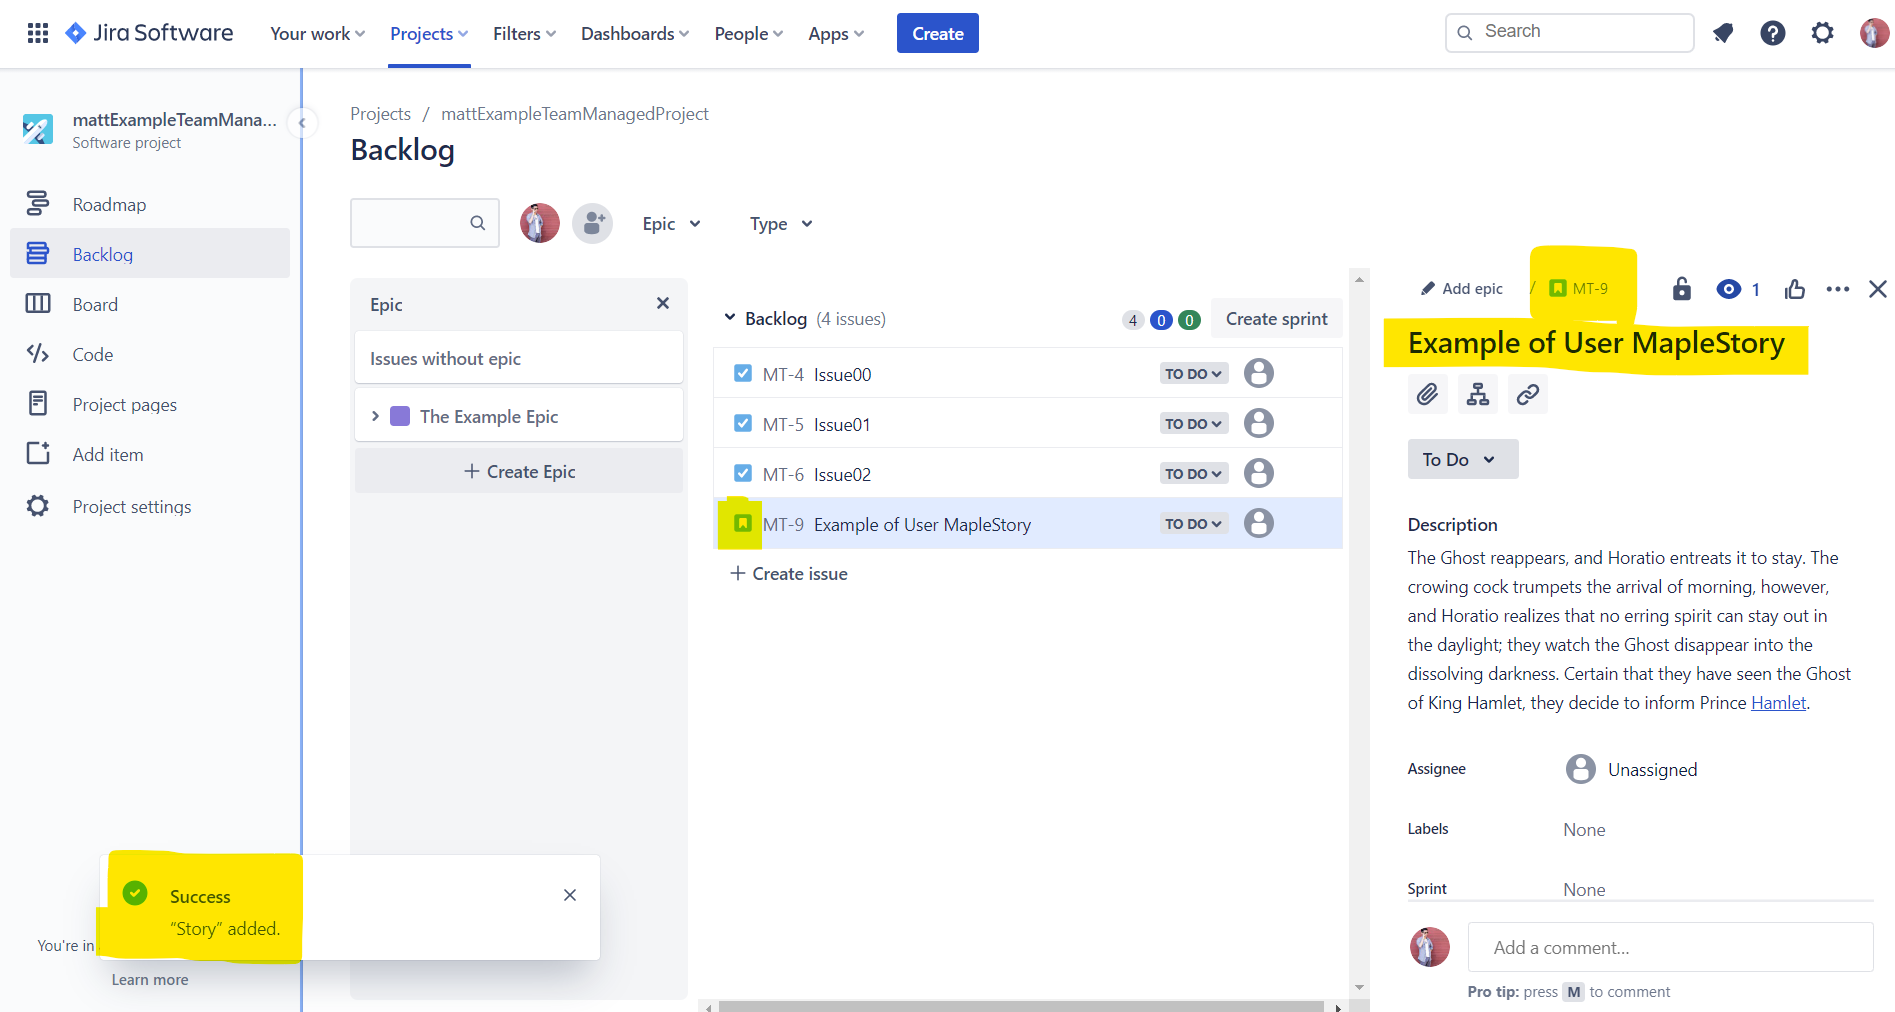 Jira Software
Your work
Projects
Filters
Dashboards
People
Apps
Create
Search
mattExampleTeamMana...
Software project
Roadmap
Backlog
Board
Code
Project pages
Add item
Project settings
You're in
Learn more
Projects / mattExampleTeamManagedProject
Backlog
Epic
Type
Epic
Issues without epic
The Example Epic
+ Create Epic
Backlog (4 issues)
4 0 0
Create sprint
MT-4 Issue00 TO DO
MT-5 Issue01 TO DO
MT-6 Issue02 TO DO
MT-9 Example of User MapleStory TO DO
+ Create issue
Success
“Story” added.
Add epic / MT-9
1
Example of User MapleStory
To Do
Description
The Ghost reappears, and Horatio entreats it to stay. The
crowing cock trumpets the arrival of morning, however,
and Horatio realizes that no erring spirit can stay out in
the daylight; they watch the Ghost disappear into the
dissolving darkness. Certain that they have seen the Ghost
of King Hamlet, they decide to inform Prince Hamlet.
Assignee Unassigned
Labels None
Sprint None
Add a comment...
Pro tip: press M to comment